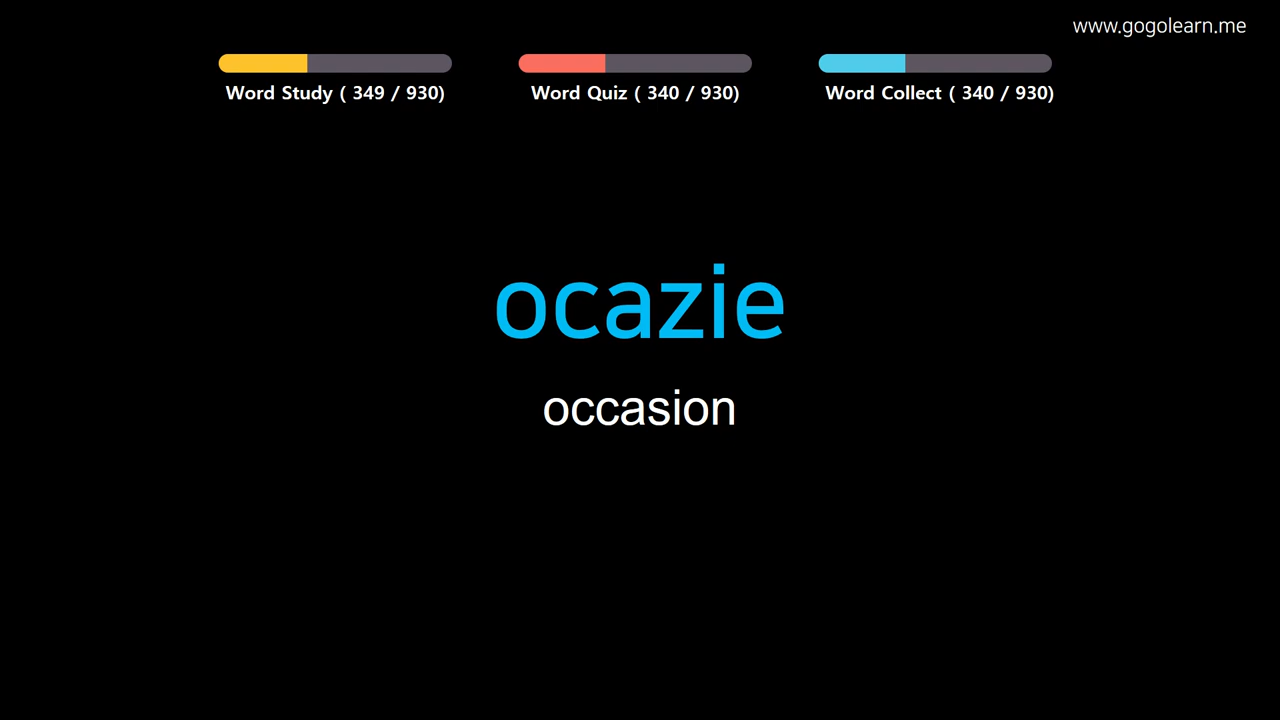 www.gogolearn.me
Word Study ( 349 / 930)
Word Quiz ( 340 / 930)
Word Collect ( 340 / 930)
ocazie
occasion